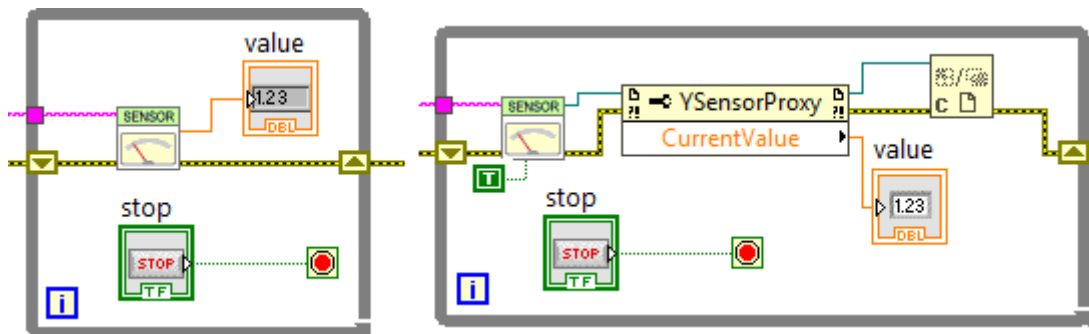 value
1.23
DBL
SENSOR
stop
STOP
TF
i
SENSOR
YSensorProxy
CurrentValue
C
T
value
1.23
DBL
stop
STOP
TF
i